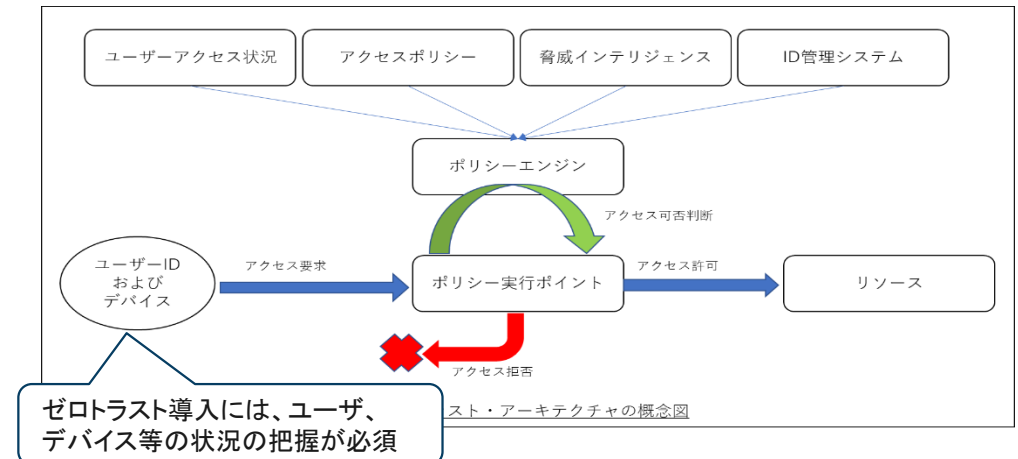 ユーザーアクセス状況
アクセスポリシー
脅威インテリジェンス
ID管理システム
ポリシーエンジン
アクセス可否判断
ユーザーID
および
デバイス
アクセス要求
ポリシー実行ポイント
アクセス許可
リソース
アクセス拒否
スト・アーキテクチャの概念図
ゼロトラスト導入には、ユーザ、
デバイス等の状況の把握が必須